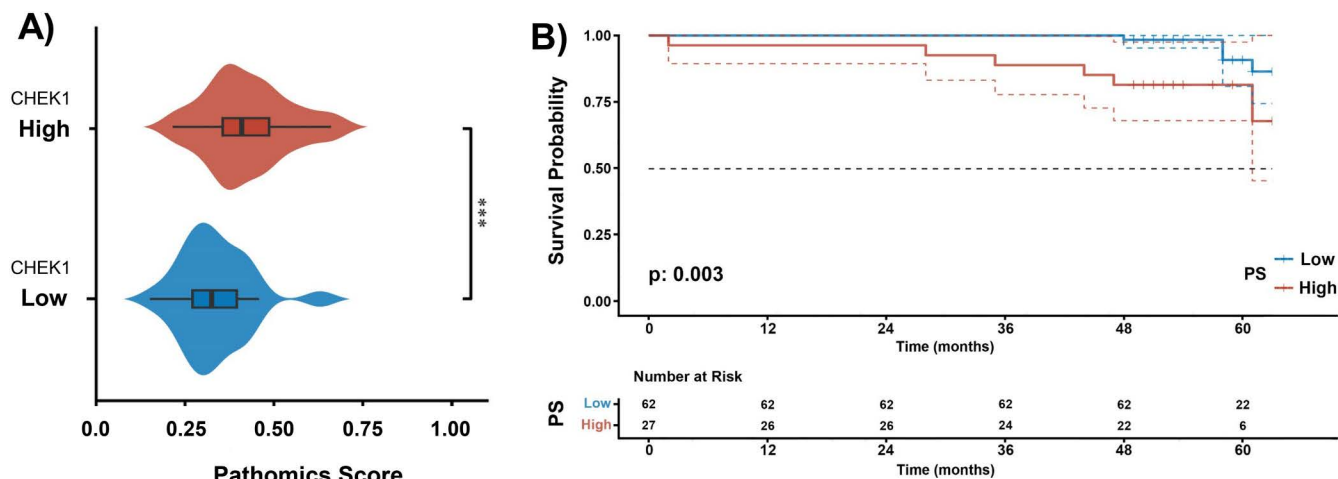 A)
CHEK1
High
CHEK1
Low
***
0.0 0.25 0.50 0.75 1.00
Pathomics Score
B)
Survival Probability
1.00
0.75
0.50
0.25
0.00
p: 0.003
PS
Low
High
0 12 24 36 48 60
Time (months)
Number at Risk
PS
Low 62 62 62 62 62 22
High 27 26 26 24 22 6
0 12 24 36 48 60
Time (months)